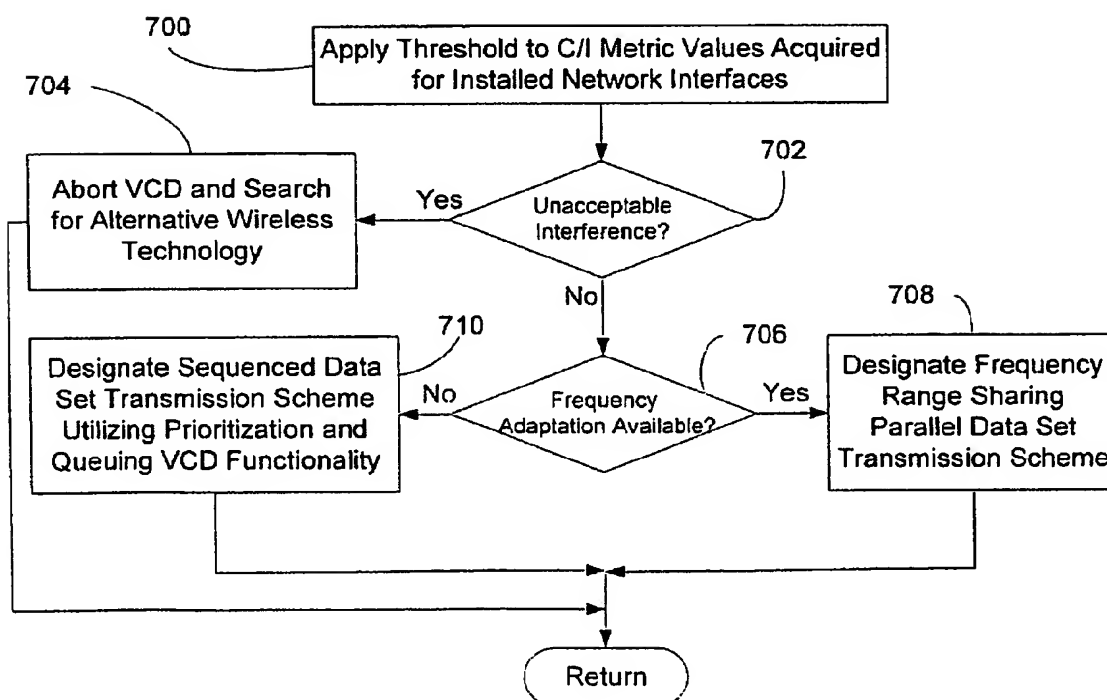 700
Apply Threshold to C/I Metric Values Acquired
for Installed Network Interfaces
704
702
Abort VCD and Search
for Alternative Wireless
Technology
Yes
Unacceptable
Interference?
No
708
710
706
Designate Sequenced Data
Set Transmission Scheme
Utilizing Prioritization and
Queuing VCD Functionality
No
Frequency
Adaptation Available?
Yes
Designate Frequency
Range Sharing
Parallel Data Set
Transmission Scheme
Return